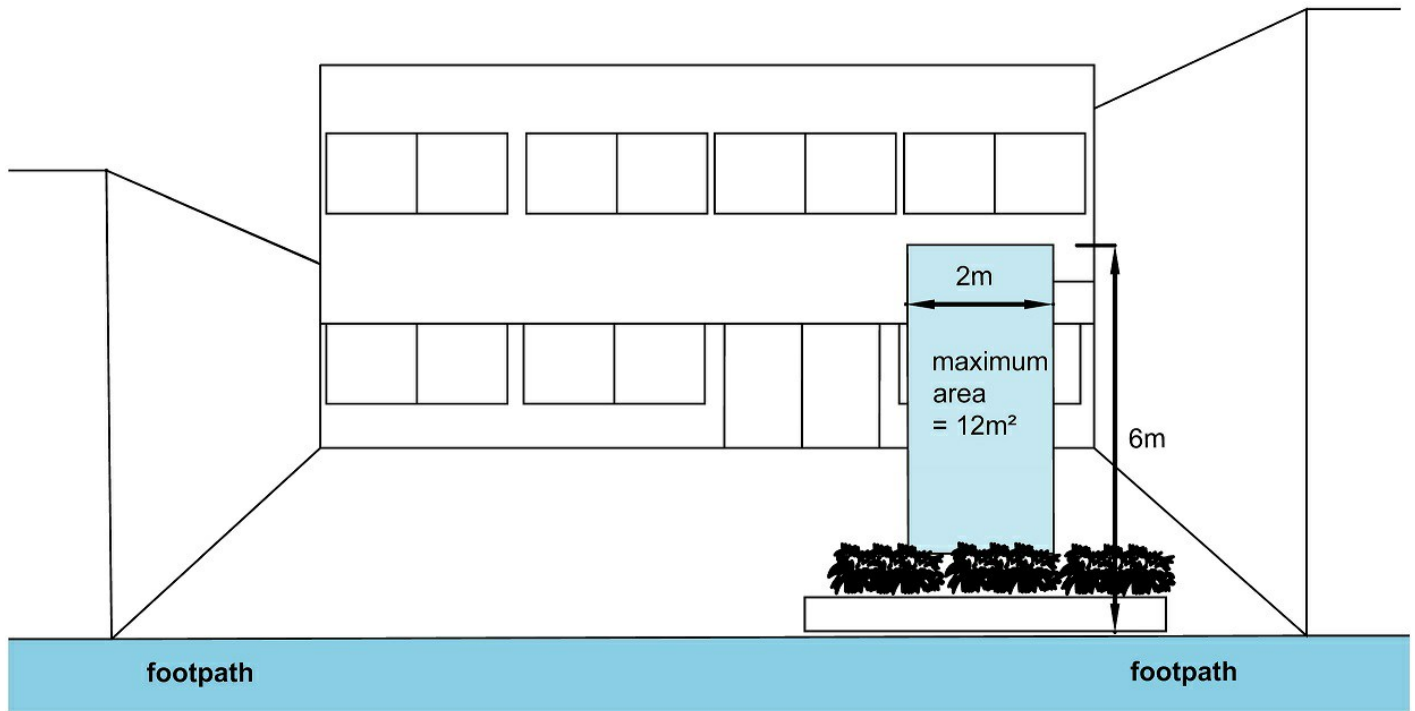 2m
maximum
area
= 12m²
6m
footpath
footpath